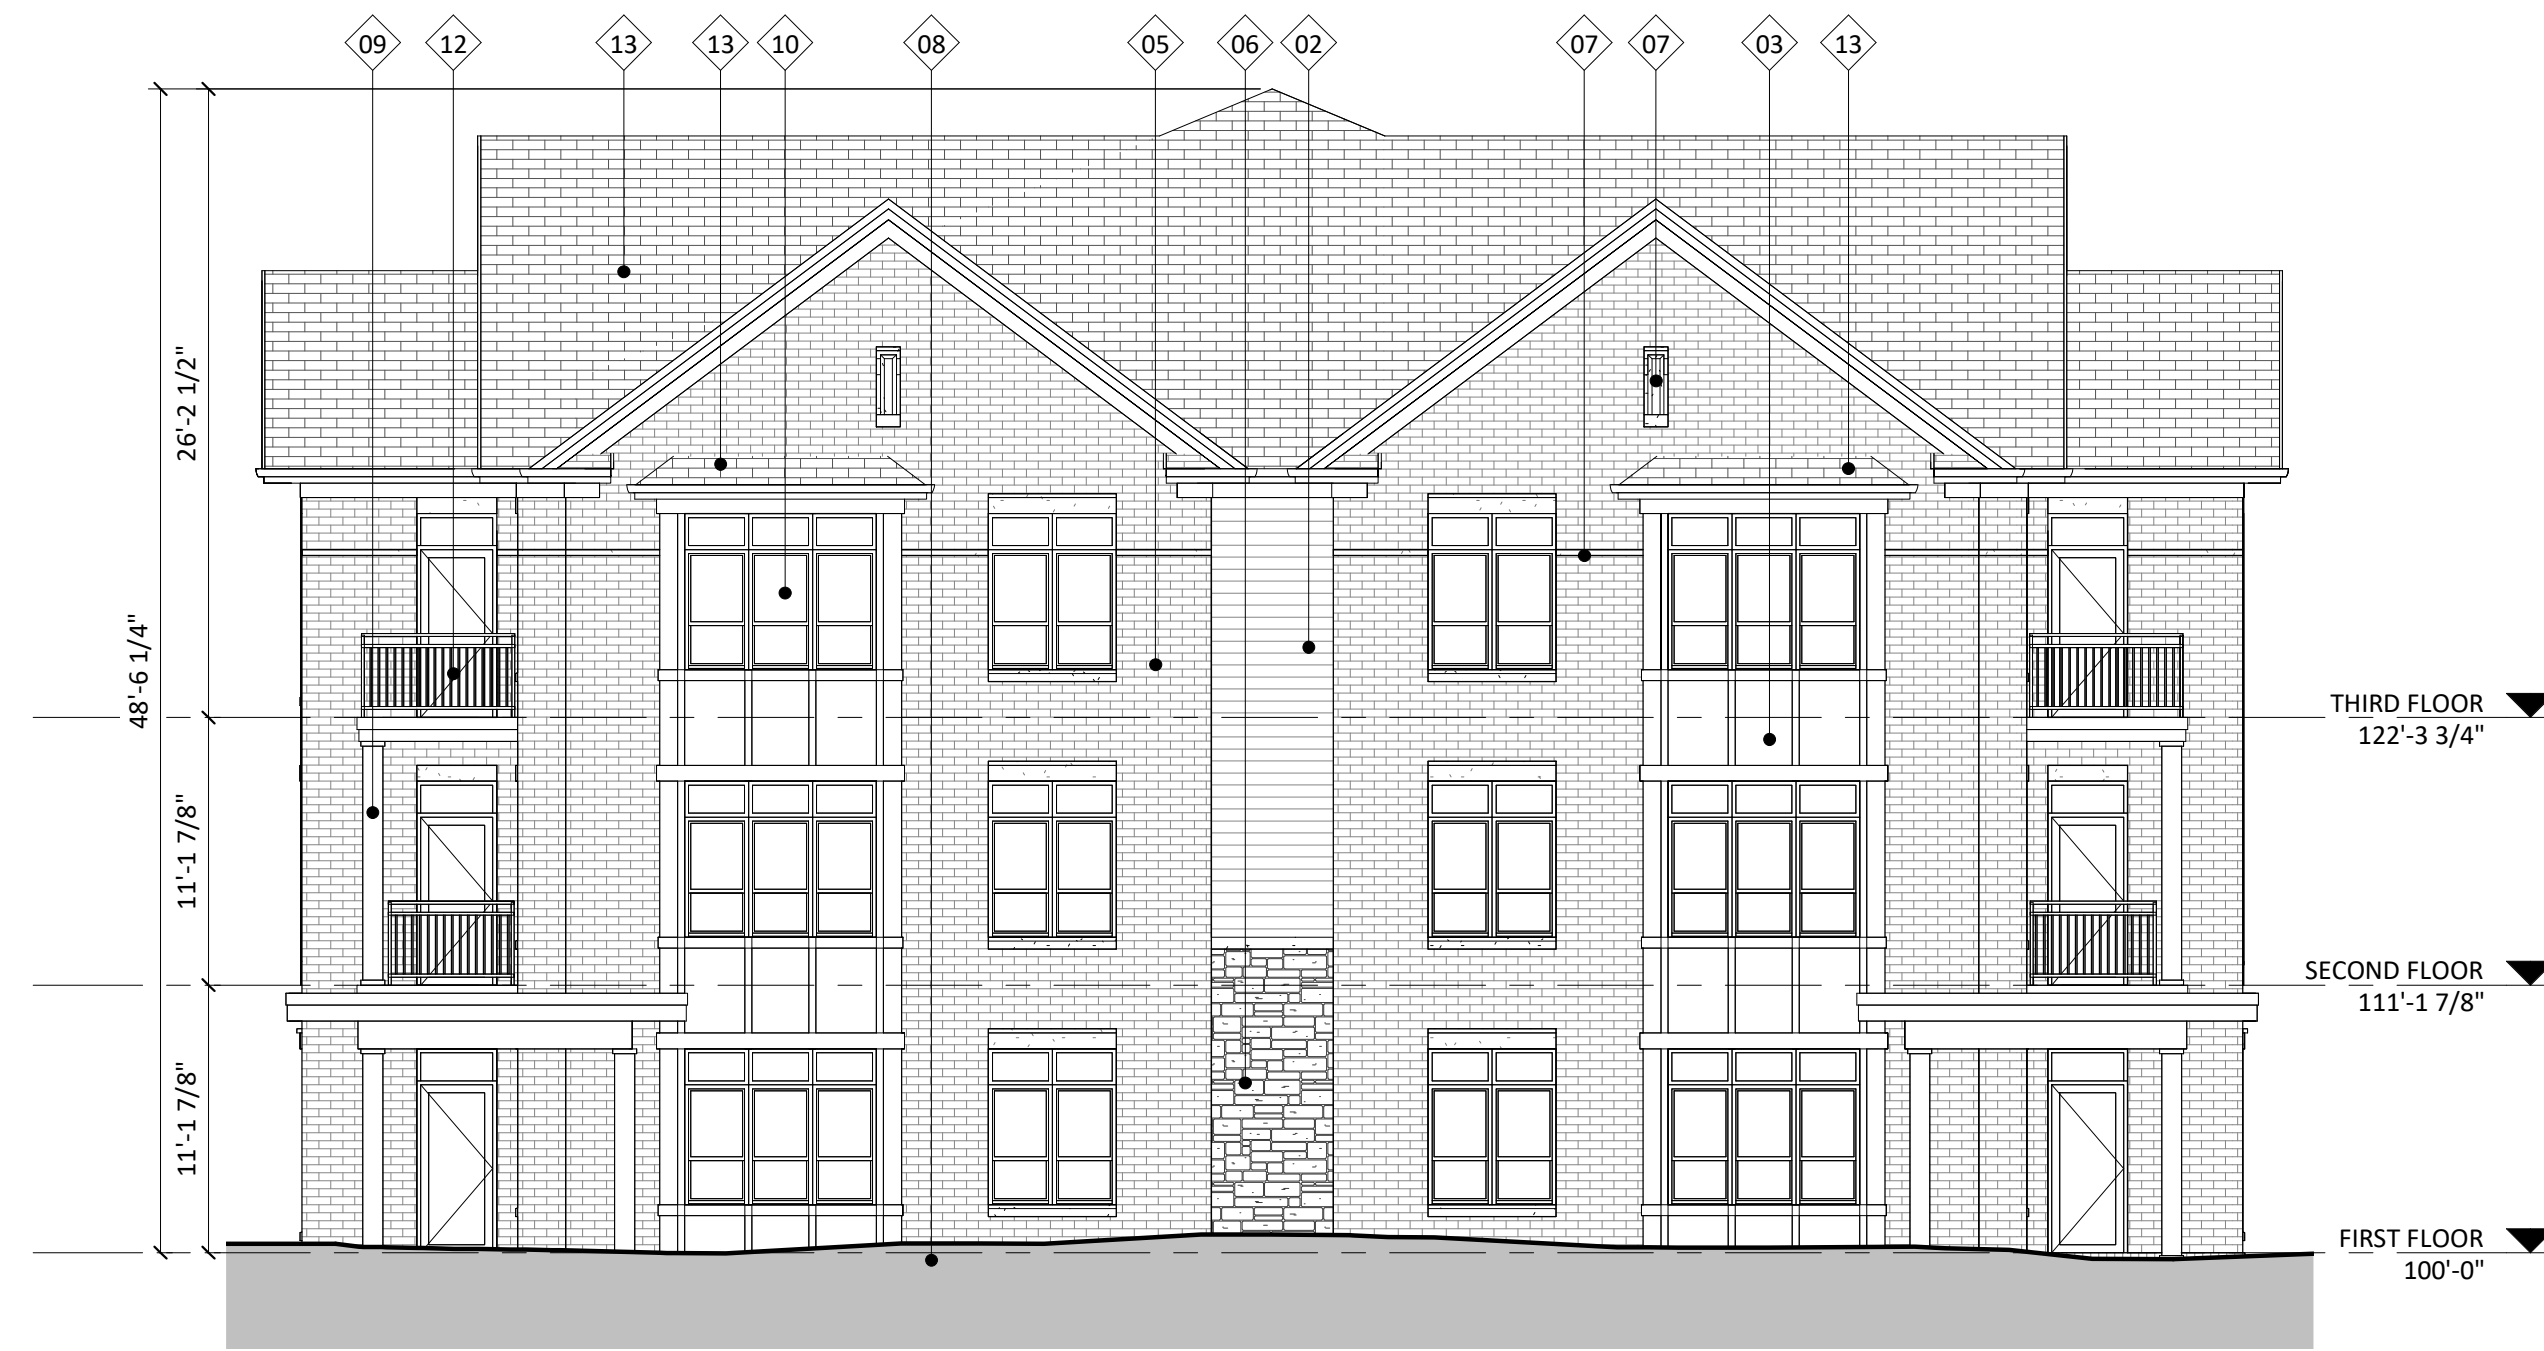 09 12 13 13 10 08 05 06 02 07 07 03 13
26'-2 1/2"
48'-6 1/4"
THIRD FLOOR
122'-3 3/4"
11'-1 7/8"
SECOND FLOOR
111'-1 7/8"
11'-1 7/8"
FIRST FLOOR
100'-0"